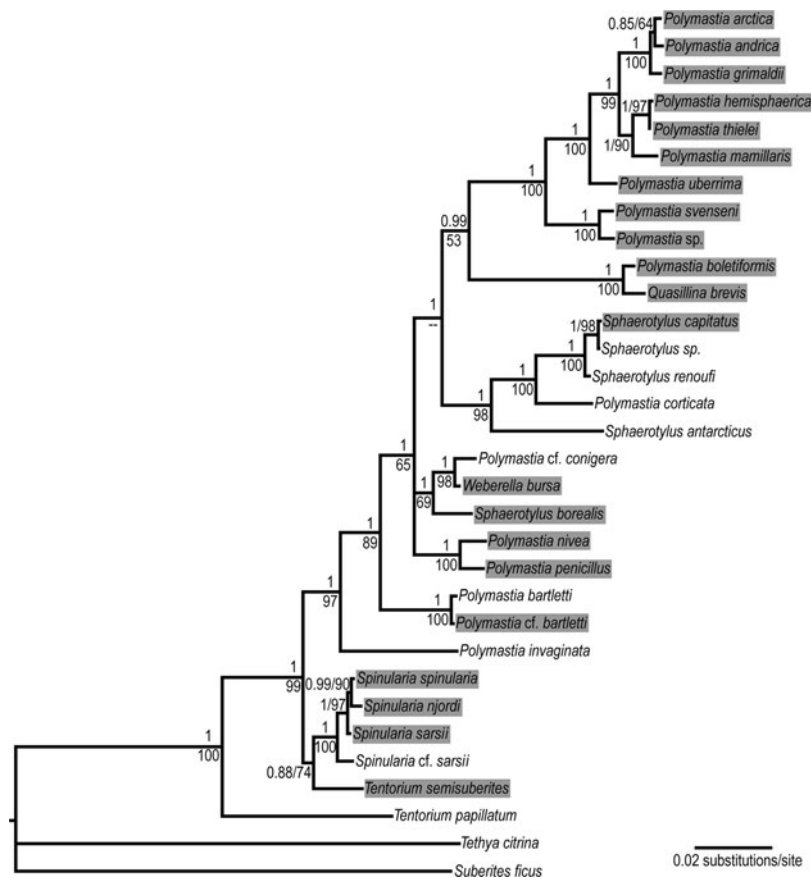 Polymastia arctica
0.85/64
Polymastia andrica
1
100
Polymastia grimaldii
1
99
Polymastia hemisphaerica
1/97
Polymastia thielei
1/90
Polymastia mamillaris
1
100
Polymastia uberrima
1
100
Polymastia svenseni
1
100
Polymastia sp.
0.99
53
Polymastia boletiformis
1
100
Quasillina brevis
1
--
Sphaerotylus capitatus
1/98
Sphaerotylus sp.
1
100
Sphaerotylus renoufi
1
100
Polymastia corticata
1
98
Sphaerotylus antarcticus
1
65
Polymastia cf. conigera
1
98
Weberella bursa
1
69
Sphaerotylus borealis
1
89
Polymastia nivea
1
100
Polymastia penicillus
1
97
Polymastia bartletti
1
100
Polymastia cf. bartletti
Polymastia invaginata
1
99
0.99/90
Spinularia spinularia
1/97
Spinularia njordi
1
100
Spinularia sarsii
Spinularia cf. sarsii
0.88/74
Tentorium semisuberites
1
100
Tentorium papillatum
Tethya citrina
Suberites ficus
0.02 substitutions/site